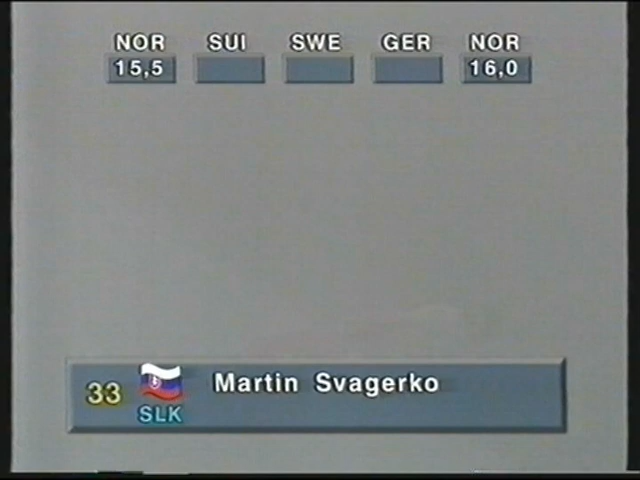 NOR SUI SWE GER NOR
15,5 16,0
33 Martin Svagerko
SLK